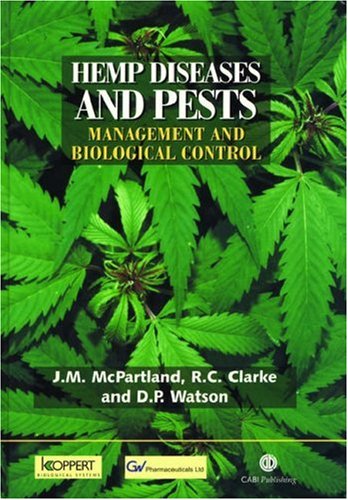 HEMP DISEASES
AND PESTS
MANAGEMENT AND
BIOLOGICAL CONTROL
J.M. McPARTLAND, R.C. CLARKE
AND D.P. WATSON
KOPPERT
BIOLOGICAL SYSTEMS
GW Pharmaceuticals Ltd
CABI Publishing